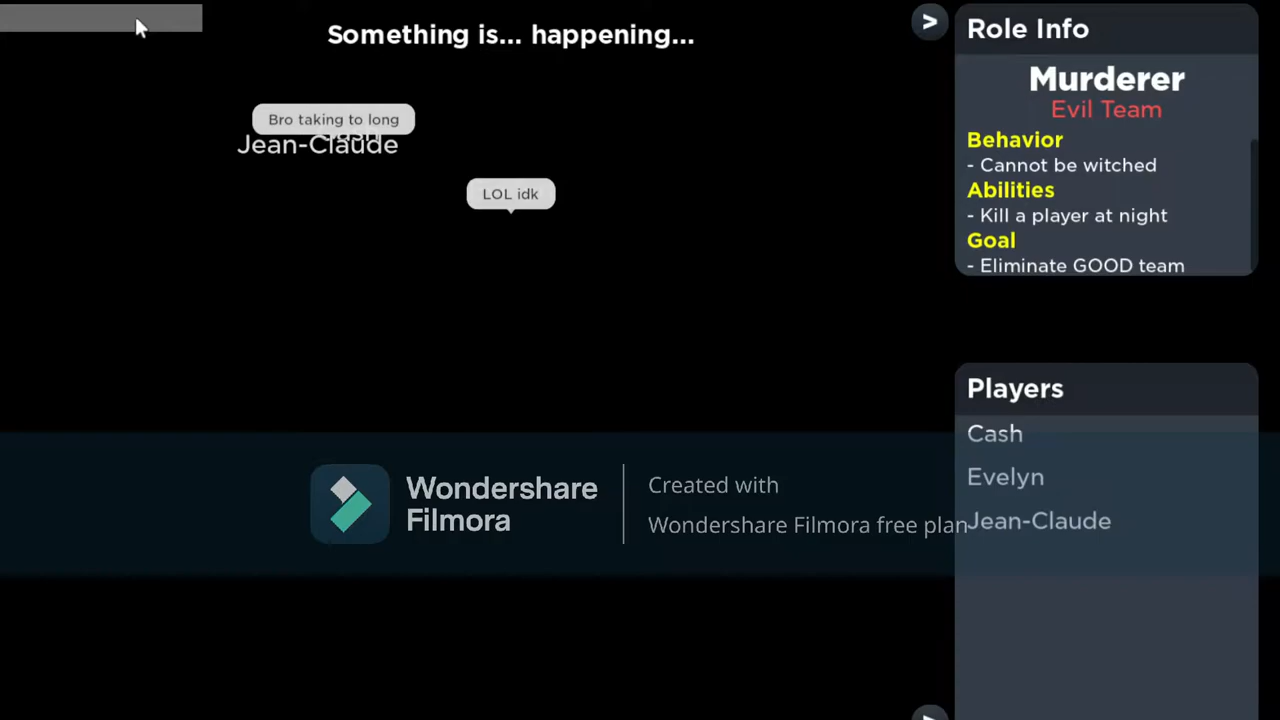 Something is... happening...
>
Role Info
Murderer
Evil Team
Behavior
- Cannot be witched
Abilities
- Kill a player at night
Goal
- Eliminate GOOD team
Bro taking to long
Cash
Jean-Claude
LOL idk
Players
Cash
Evelyn
Jean-Claude
Wondershare
Filmora
Created with
Wondershare Filmora free plan